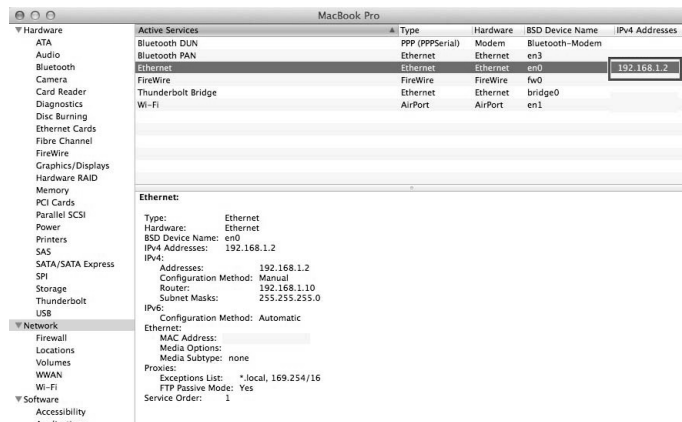 MacBook Pro
▼Hardware
ATA
Audio
Bluetooth
Camera
Card Reader
Diagnostics
Disc Burning
Ethernet Cards
Fibre Channel
FireWire
Graphics/Displays
Hardware RAID
Memory
PCI Cards
Parallel SCSI
Power
Printers
SAS
SATA/SATA Express
SPI
Storage
Thunderbolt
USB
▼Network
Firewall
Locations
Volumes
WWAN
Wi-Fi
▼Software
Accessibility
Active Services ▲ Type Hardware BSD Device Name IPv4 Addresses
Bluetooth DUN PPP (PPPSerial) Modem Bluetooth-Modem
Bluetooth PAN Ethernet Ethernet en3
Ethernet Ethernet Ethernet en0 192.168.1.2
FireWire FireWire FireWire fw0
Thunderbolt Bridge Ethernet Ethernet bridge0
Wi-Fi AirPort AirPort en1
Ethernet:
Type: Ethernet
Hardware: Ethernet
BSD Device Name: en0
IPv4 Addresses: 192.168.1.2
IPv4:
Addresses: 192.168.1.2
Configuration Method: Manual
Router: 192.168.1.10
Subnet Masks: 255.255.255.0
IPv6:
Configuration Method: Automatic
Ethernet:
MAC Address:
Media Options:
Media Subtype: none
Proxies:
Exceptions List: *.local, 169.254/16
FTP Passive Mode: Yes
Service Order: 1